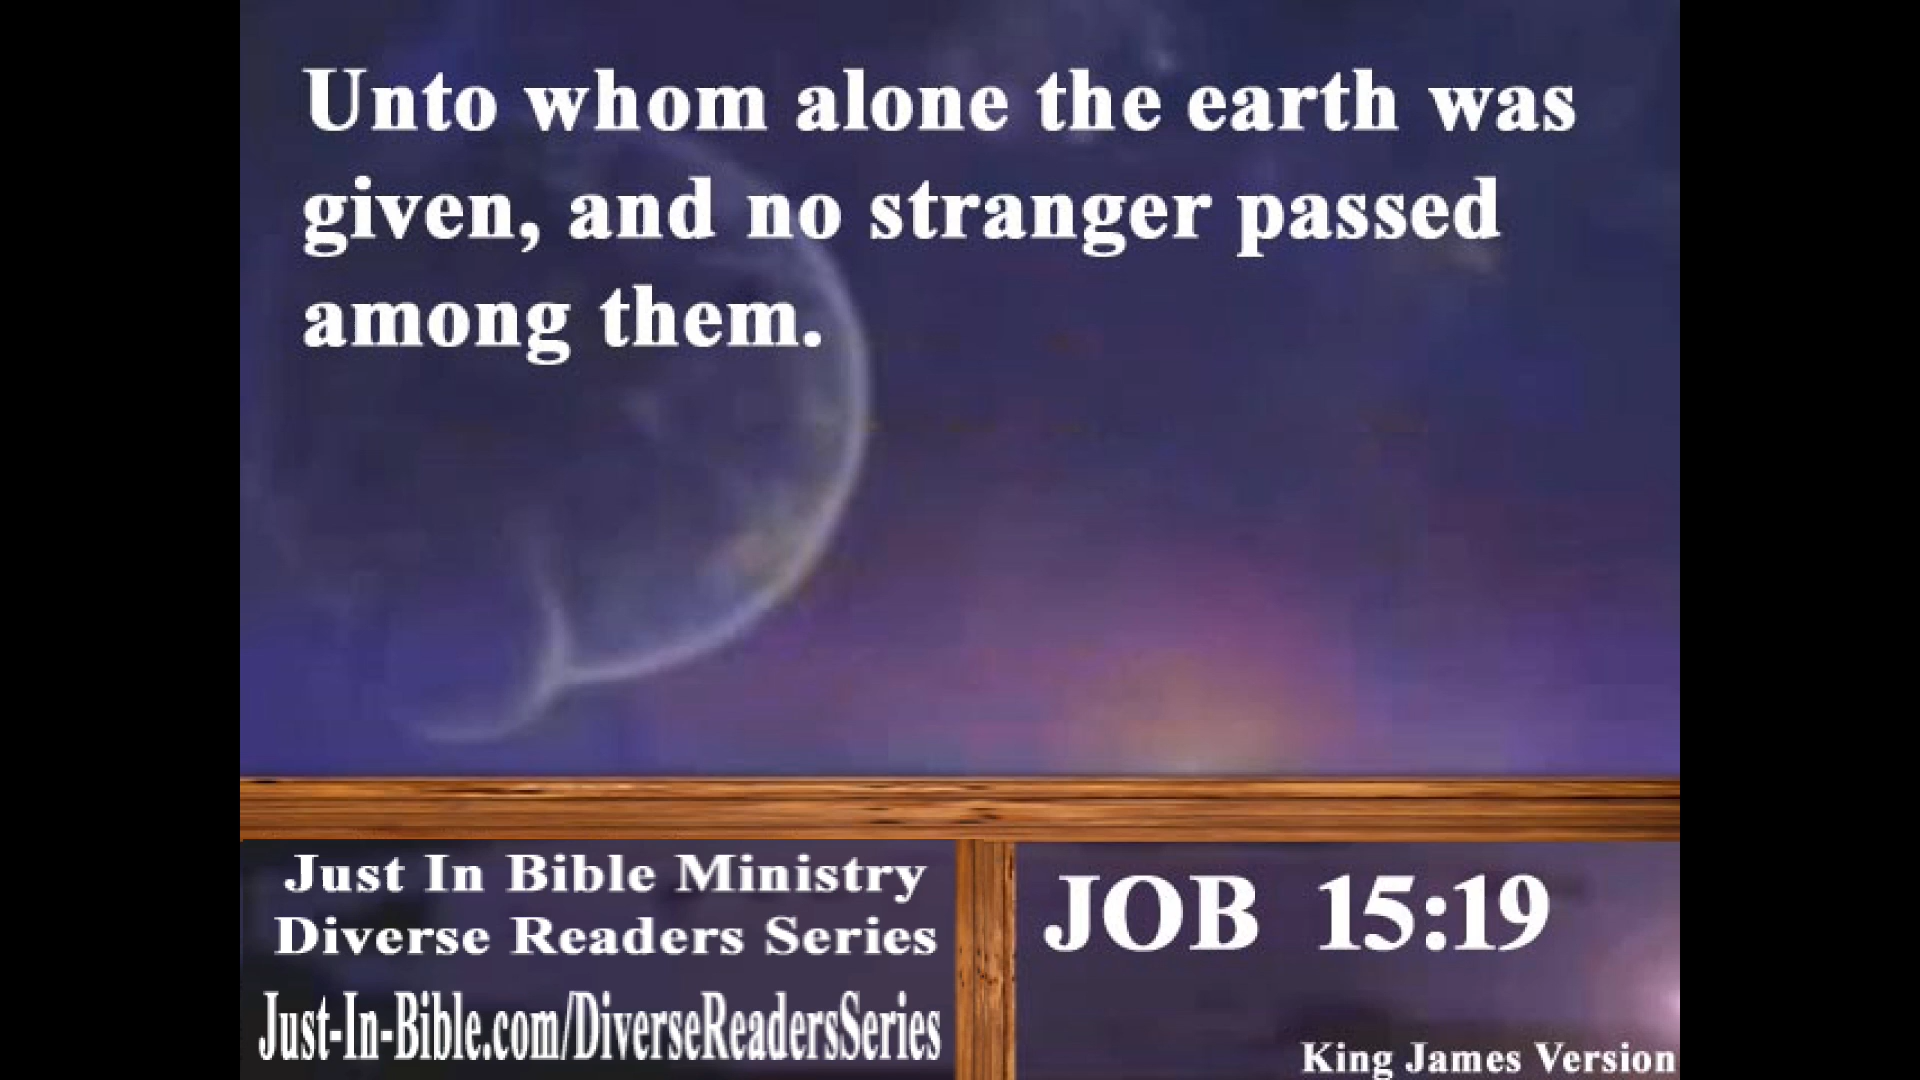 Unto whom alone the earth was
given, and no stranger passed
among them.
Just In Bible Ministry
Diverse Readers Series
Just-In-Bible.com/DiverseReadersSeries
JOB 15:19
King James Version